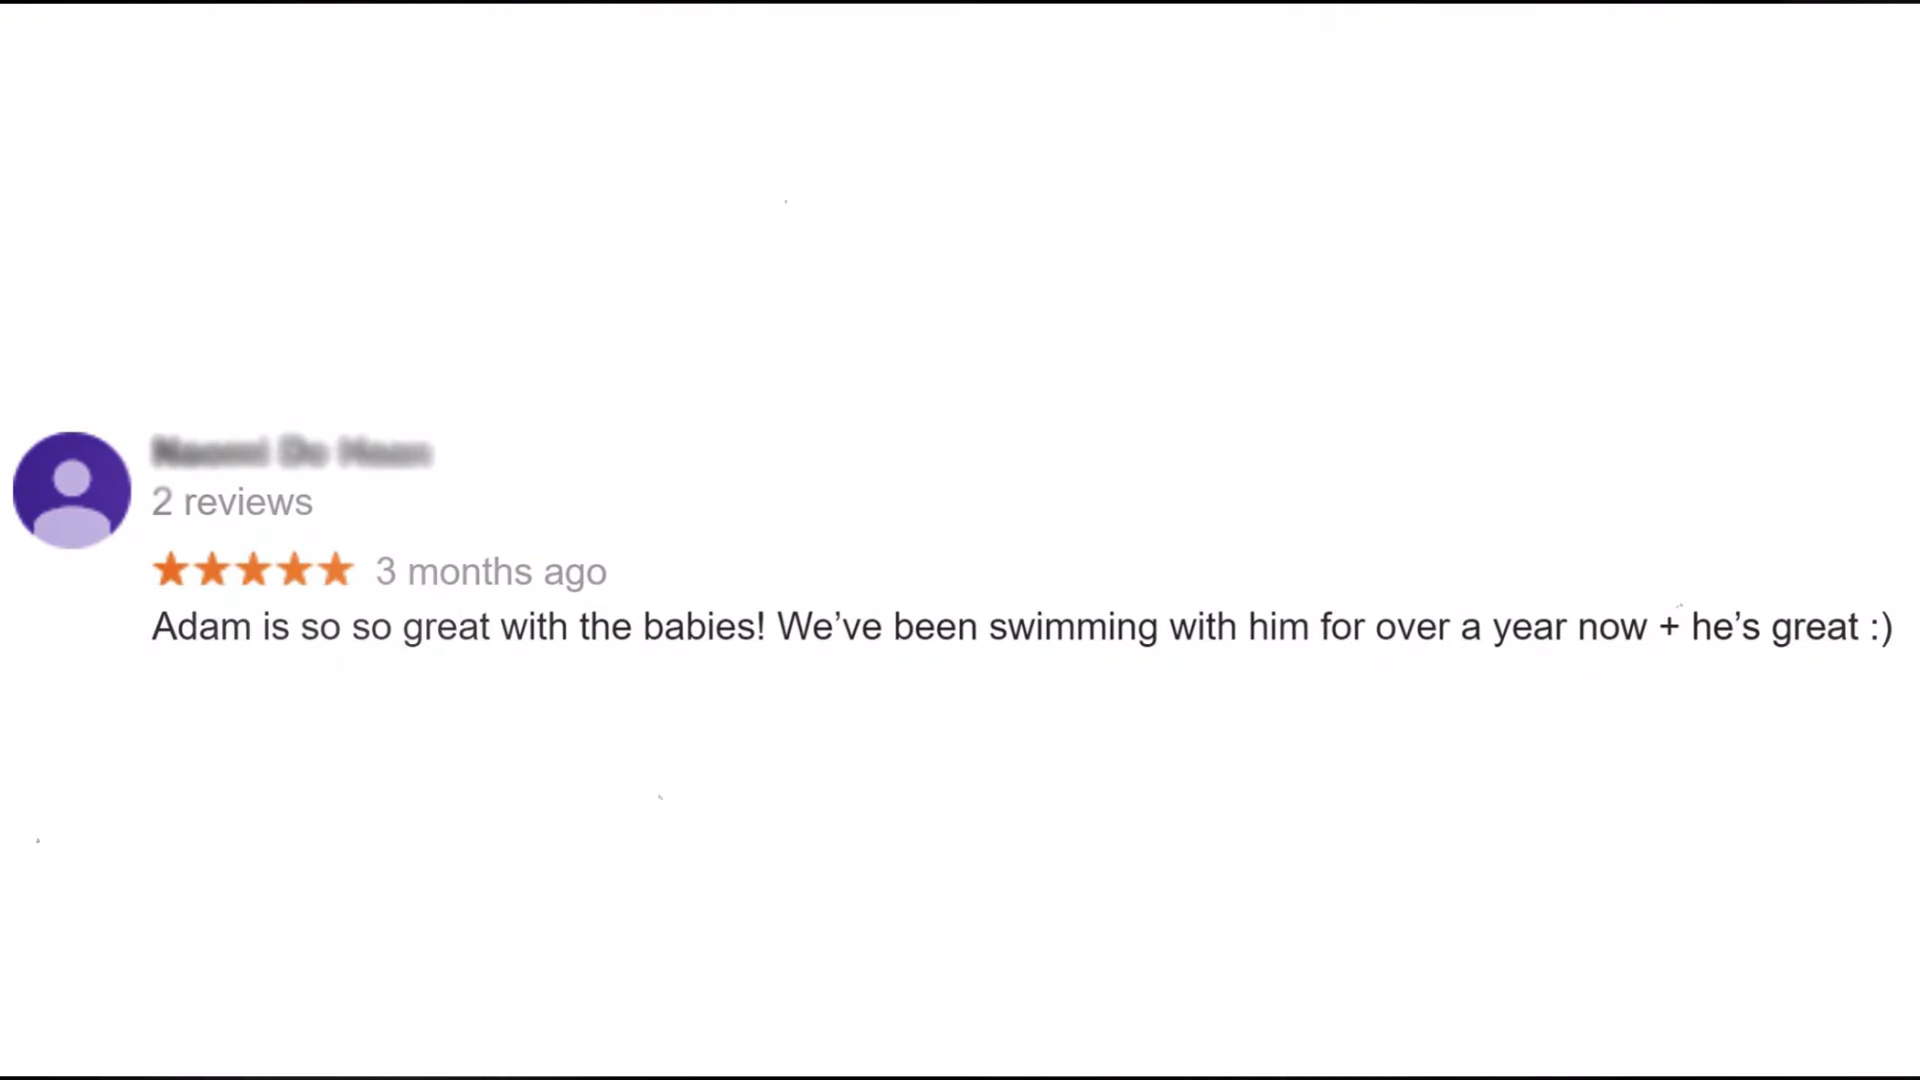 2 reviews
★★★★★ 3 months ago
Adam is so so great with the babies! We’ve been swimming with him for over a year now + he’s great :)